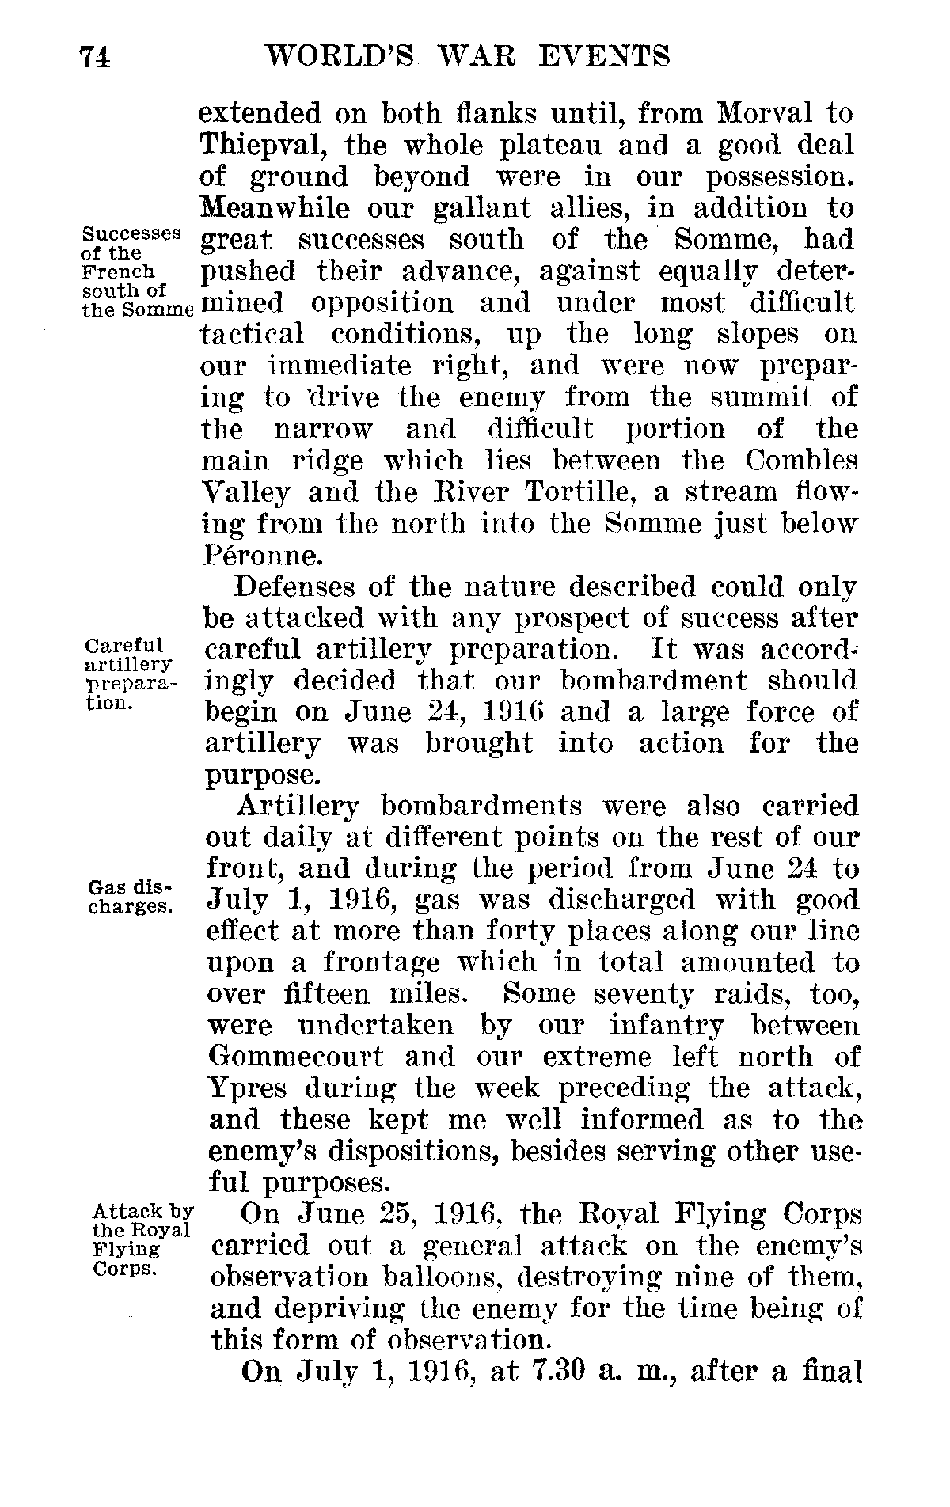 74 WORLD'S WAR EVENTS
extended on both flanks until, from Morval to
Thiepval, the whole plateau and a good deal
of ground beyond were in our possession.
Meanwhile our gallant allies, in addition to
Successes
of the
French
south of
the Somme
great successes south of the Somme, had
pushed their advance, against equally deter-
mined opposition and under most difficult
tactical conditions, up the long slopes on
our immediate right, and were now prepar-
ing to drive the enemy from the summit of
the narrow and difficult portion of the
main ridge which lies between the Combles
Valley and the River Tortille, a stream flow-
ing from the north into the Somme just below
Péronne.
Defenses of the nature described could only
be attacked with any prospect of success after
Careful
artillery
prepara-
tion.
careful artillery preparation. It was accord-
ingly decided that our bombardment should
begin on June 24, 1916 and a large force of
artillery was brought into action for the
purpose.
Artillery bombardments were also carried
out daily at different points on the rest of our
front, and during the period from June 24 to
Gas dis-
charges.
July 1, 1916, gas was discharged with good
effect at more than forty places along our line
upon a frontage which in total amounted to
over fifteen miles. Some seventy raids, too,
were undertaken by our infantry between
Gommecourt and our extreme left north of
Ypres during the week preceding the attack,
and these kept me well informed as to the
enemy's dispositions, besides serving other use-
ful purposes.
Attack by
the Royal
Flying
Corps.
On June 25, 1916, the Royal Flying Corps
carried out a general attack on the enemy's
observation balloons, destroying nine of them,
and depriving the enemy for the time being of
this form of observation.
On July 1, 1916, at 7.30 a. m., after a final